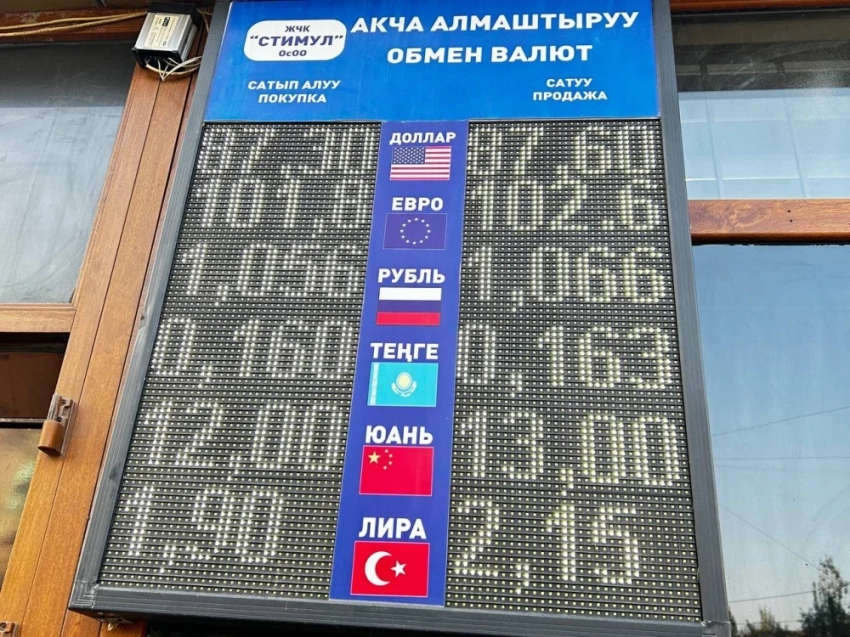 ЖЧК
"СТИМУЛ"
ОсОО
АКЧА АЛМАШТЫРУУ
ОБМЕН ВАЛЮТ
САТЫП АЛУУ
ПОКУПКА
САТУУ
ПРОДАЖА
87,30 ДОЛЛАР 87,60
101,8 ЕВРО 102.6
1,056 РУБЛЬ 1,066
0,160 ТЕҢГЕ 0,163
12,00 ЮАНЬ 13,00
1,90 ЛИРА 2,15